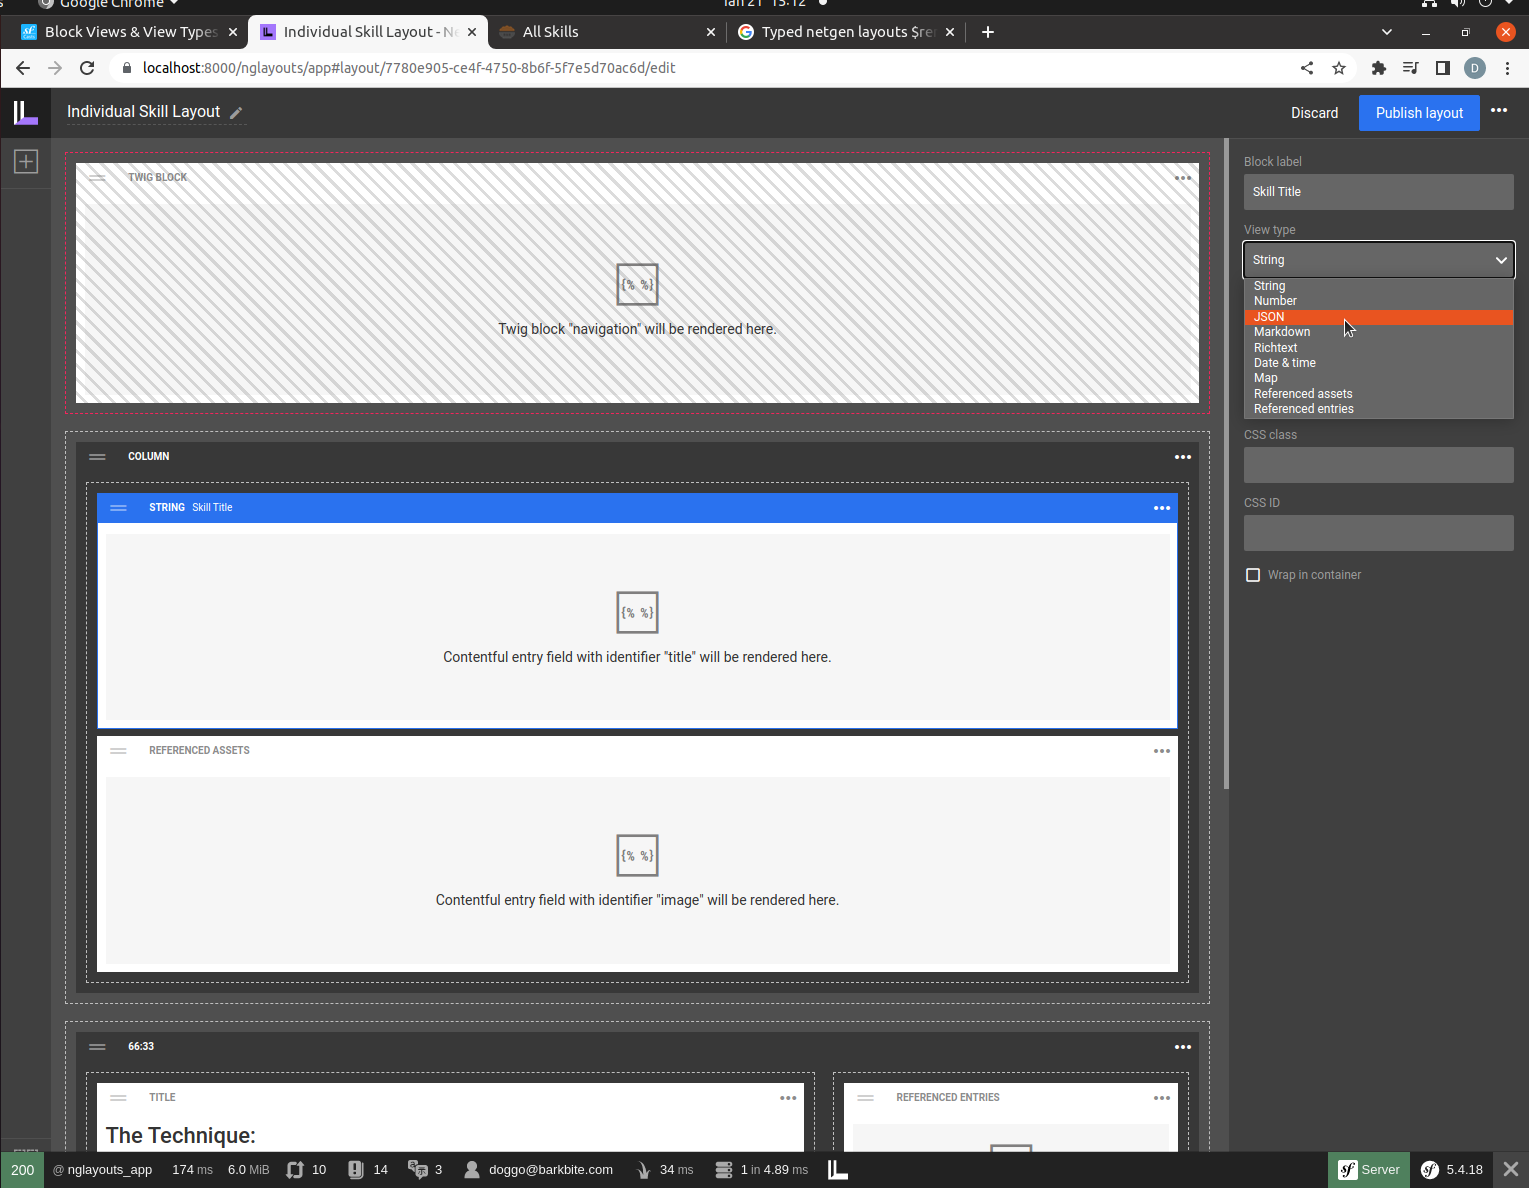 Google Chrome
Jan 21 15:12
Block Views & View Types
Individual Skill Layout - Ne
All Skills
Typed netgen layouts $re
localhost:8000/nglayouts/app#layout/7780e905-ce4f-4750-8b6f-5f7e5d70ac6d/edit
D
Individual Skill Layout
Discard
Publish layout
TWIG BLOCK
{% %}
Twig block "navigation" will be rendered here.
COLUMN
STRING Skill Title
{% %}
Contentful entry field with identifier "title" will be rendered here.
REFERENCED ASSETS
{% %}
Contentful entry field with identifier "image" will be rendered here.
66:33
TITLE
The Technique:
REFERENCED ENTRIES
Block label
Skill Title
View type
String
String
Number
JSON
Markdown
Richtext
Date & time
Map
Referenced assets
Referenced entries
CSS class
CSS ID
Wrap in container
200 @ nglayouts_app 174 ms 6.0 MiB 10 14 3 doggo@barkbite.com 34 ms 1 in 4.89 ms sf Server sf 5.4.18